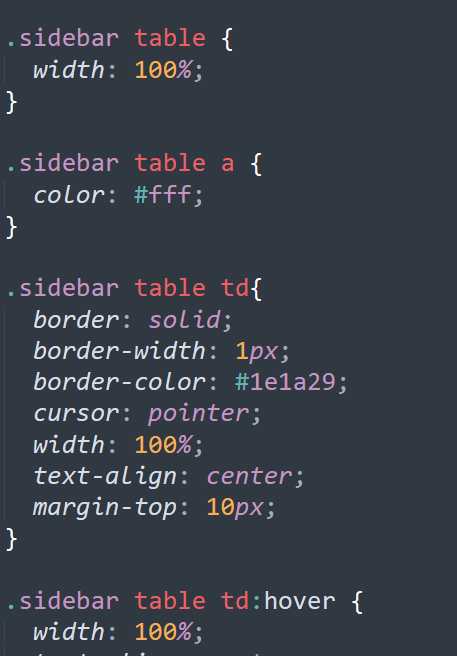 .sidebar table {
  width: 100%;
}

.sidebar table a {
  color: #fff;
}

.sidebar table td{
  border: solid;
  border-width: 1px;
  border-color: #1e1a29;
  cursor: pointer;
  width: 100%;
  text-align: center;
  margin-top: 10px;
}

.sidebar table td:hover {
  width: 100%;